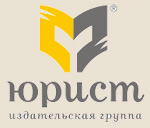 ®
юрист
издательская группа